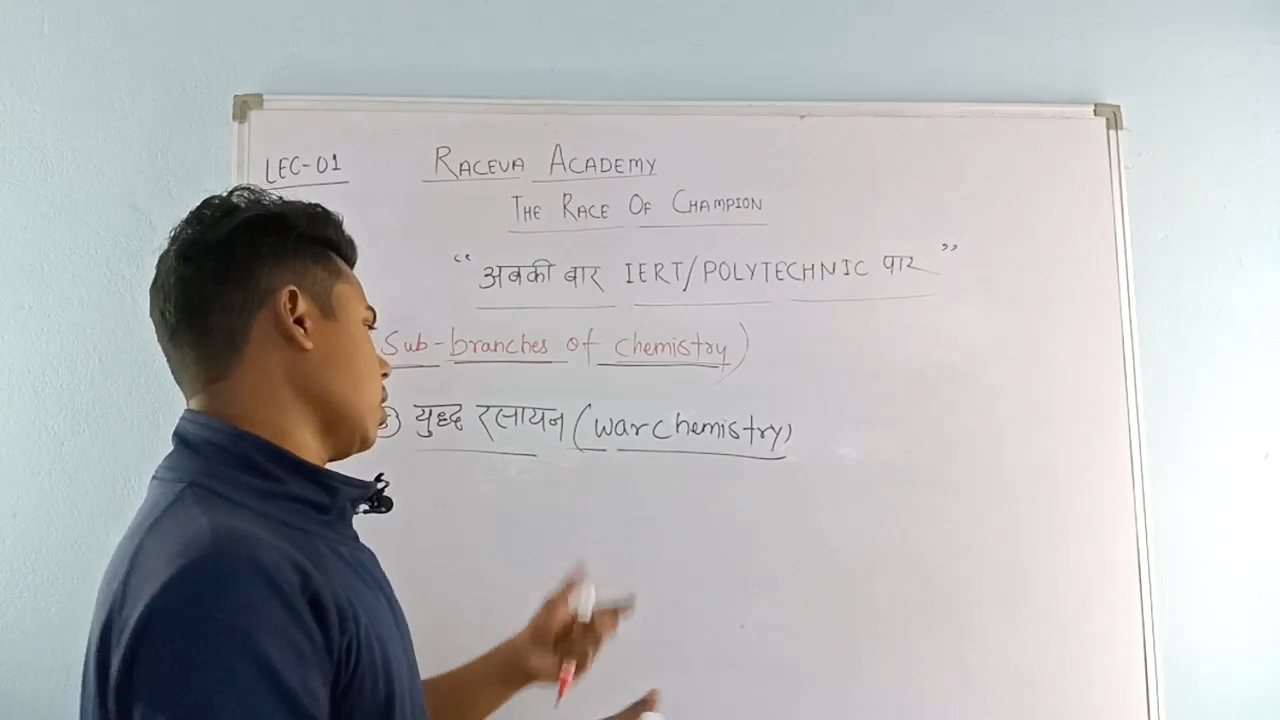 LEC-01
RACEVA ACADEMY
THE RACE OF CHAMPION
“अबकी बार IERT/POLYTECHNIC पार”
Sub-branches of chemistry)
युध्द रसायन (war chemistry)